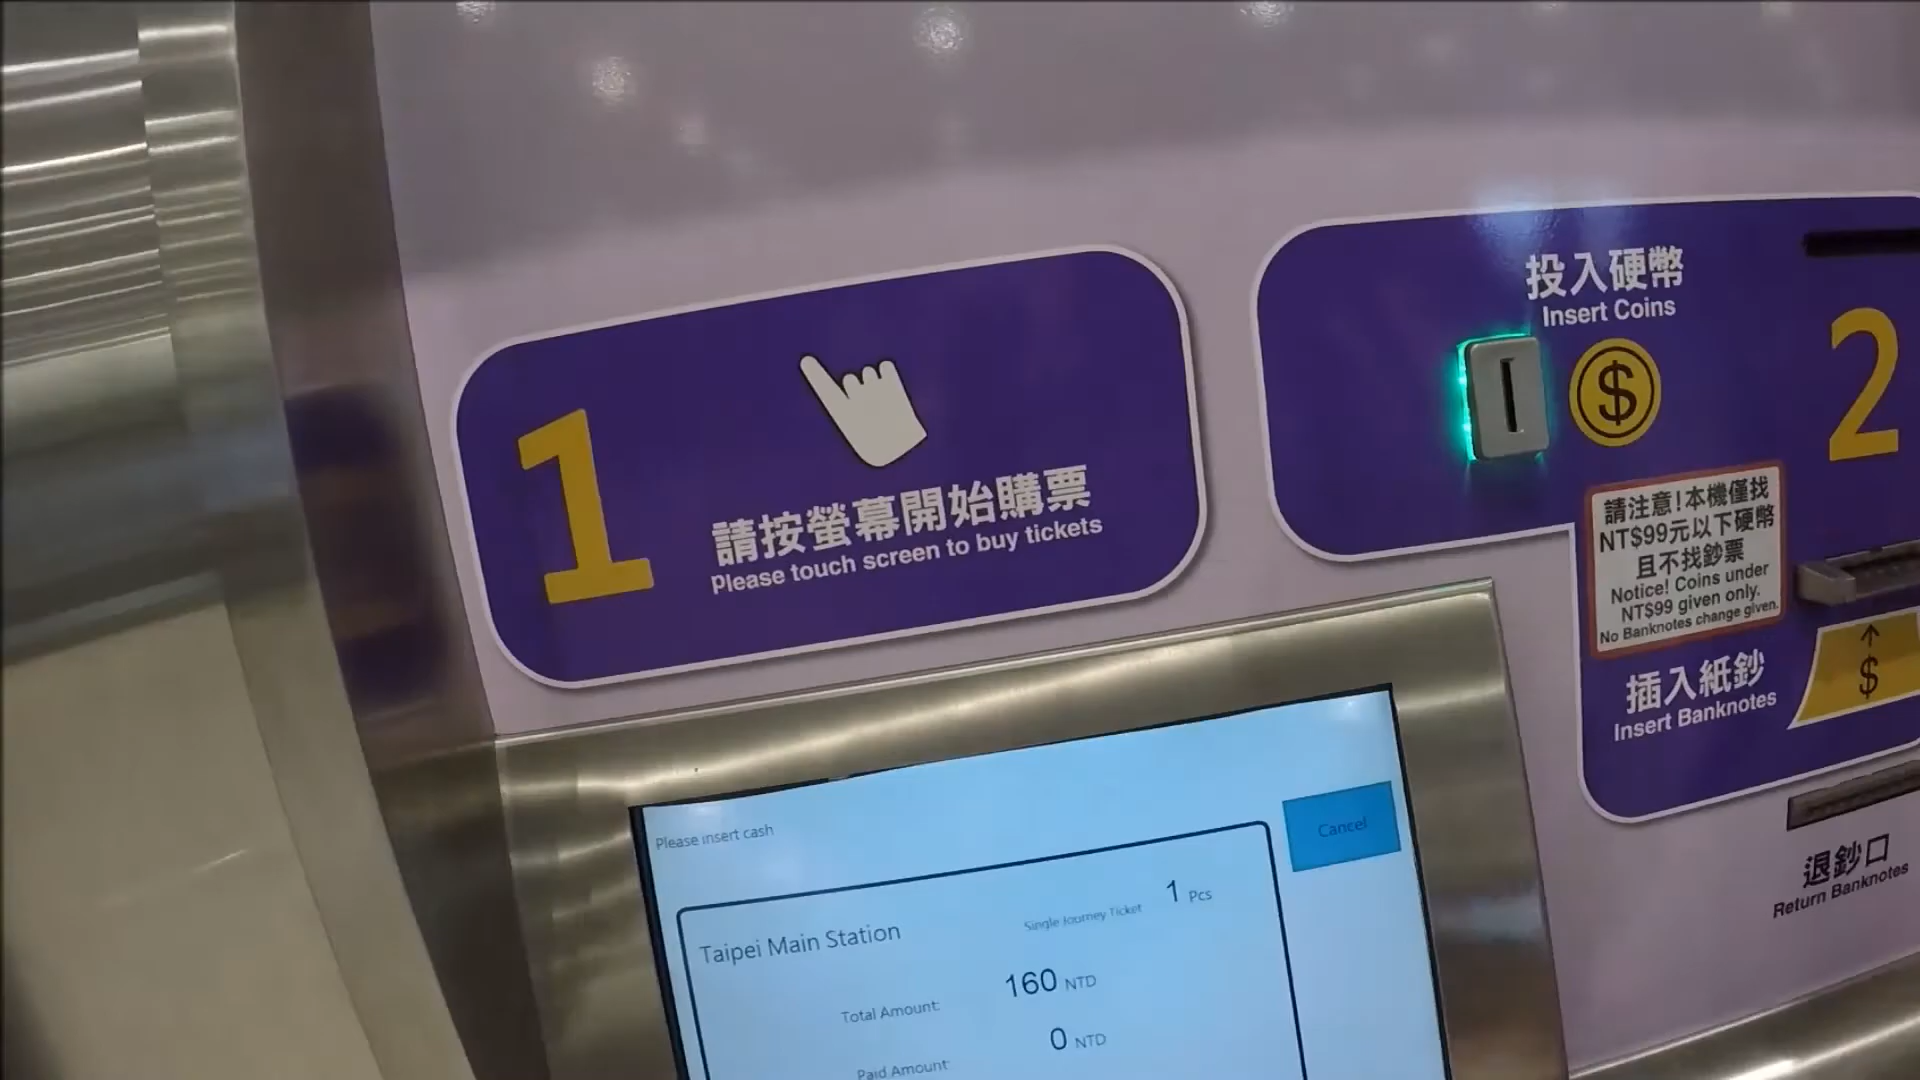 1
請按螢幕開始購票
Please touch screen to buy tickets
投入硬幣
Insert Coins
$
2
請注意!本機僅找
NT$99元以下硬幣
且不找鈔票
Notice! Coins under
NT$99 given only.
No Banknotes change given.
插入紙鈔
Insert Banknotes
$
退鈔口
Return Banknotes
Please insert cash
Cancel
Taipei Main Station
Single Journey Ticket 1 Pcs
Total Amount: 160 NTD
Paid Amount: 0 NTD